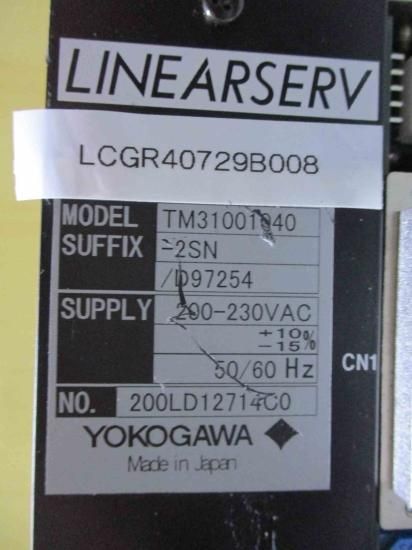 LINEARSERV
LCGR40729B008
MODEL TM31001040
SUFFIX -2SN
/D97254
SUPPLY 200-230VAC
+10%
-15%
50/60 Hz
CN1
NO. 200LD12714C0
YOKOGAWA
Made in Japan